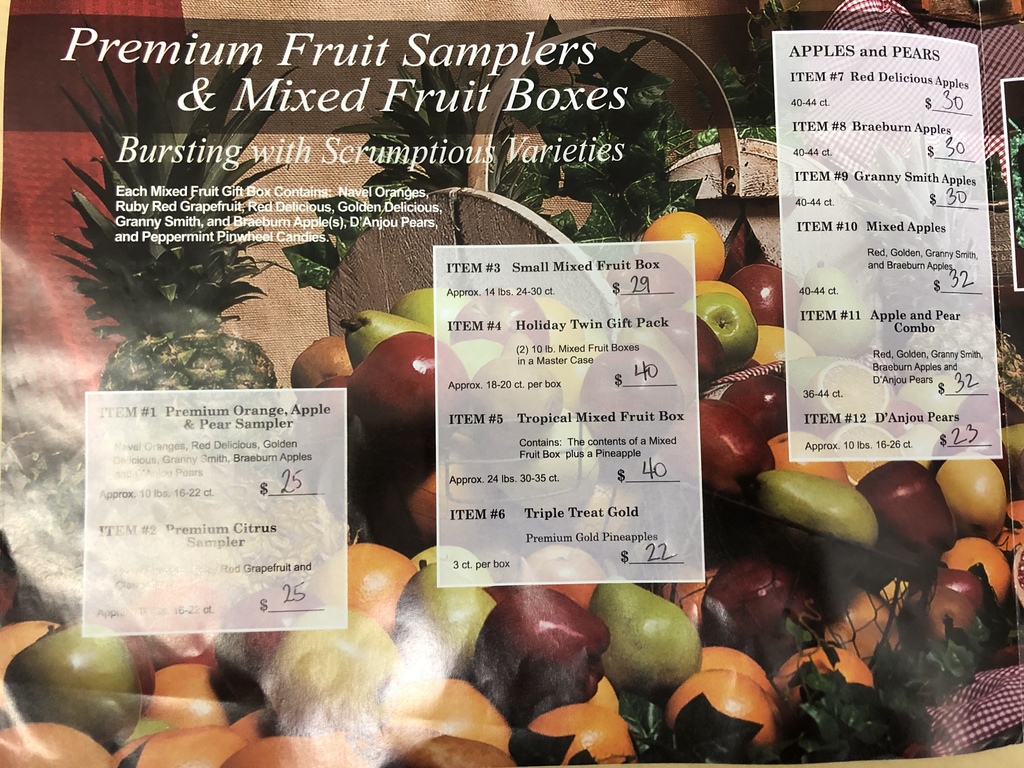 Premium Fruit Samplers
& Mixed Fruit Boxes
Bursting with Scrumptious Varieties
Each Mixed Fruit Gift Box Contains: Navel Oranges,
Ruby Red Grapefruit, Red Delicious, Golden Delicious,
Granny Smith, and Braeburn Apple(s), D'Anjou Pears,
and Peppermint Pinwheel Candies.
ITEM #1 Premium Orange, Apple
& Pear Sampler
Navel Oranges, Red Delicious, Golden
Delicious, Granny Smith, Braeburn Apples
and D'Anjou Pears
Approx. 10 lbs. 16-22 ct. $ 25
ITEM #2 Premium Citrus
Sampler
Red Grapefruit and
16-22 ct. $ 25
ITEM #3 Small Mixed Fruit Box
Approx. 14 lbs. 24-30 ct. $ 29
ITEM #4 Holiday Twin Gift Pack
(2) 10 lb. Mixed Fruit Boxes
in a Master Case
Approx. 18-20 ct. per box $ 40
ITEM #5 Tropical Mixed Fruit Box
Contains: The contents of a Mixed
Fruit Box plus a Pineapple
Approx. 24 lbs. 30-35 ct. $ 40
ITEM #6 Triple Treat Gold
Premium Gold Pineapples
3 ct. per box $ 22
APPLES and PEARS
ITEM #7 Red Delicious Apples
40-44 ct. $ 30
ITEM #8 Braeburn Apples
40-44 ct. $ 30
ITEM #9 Granny Smith Apples
40-44 ct. $ 30
ITEM #10 Mixed Apples
Red, Golden, Granny Smith,
and Braeburn Apples
40-44 ct. $ 32
ITEM #11 Apple and Pear
Combo
Red, Golden, Granny Smith,
Braeburn Apples and
D'Anjou Pears
36-44 ct. $ 32
ITEM #12 D'Anjou Pears
Approx. 10 lbs. 16-26 ct. $ 23